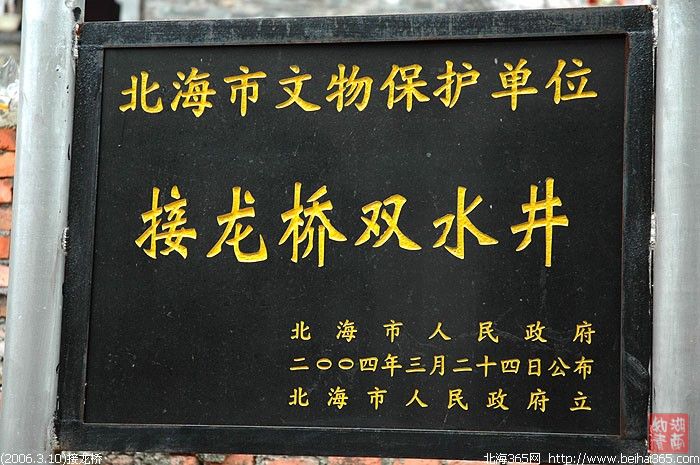 北海市文物保护单位
接龙桥双水井
北海市人民政府
二〇〇四年三月二十四日公布
北海市人民政府立
(2006.3.10)接龙桥
北海365网 http://www.beihai365.com